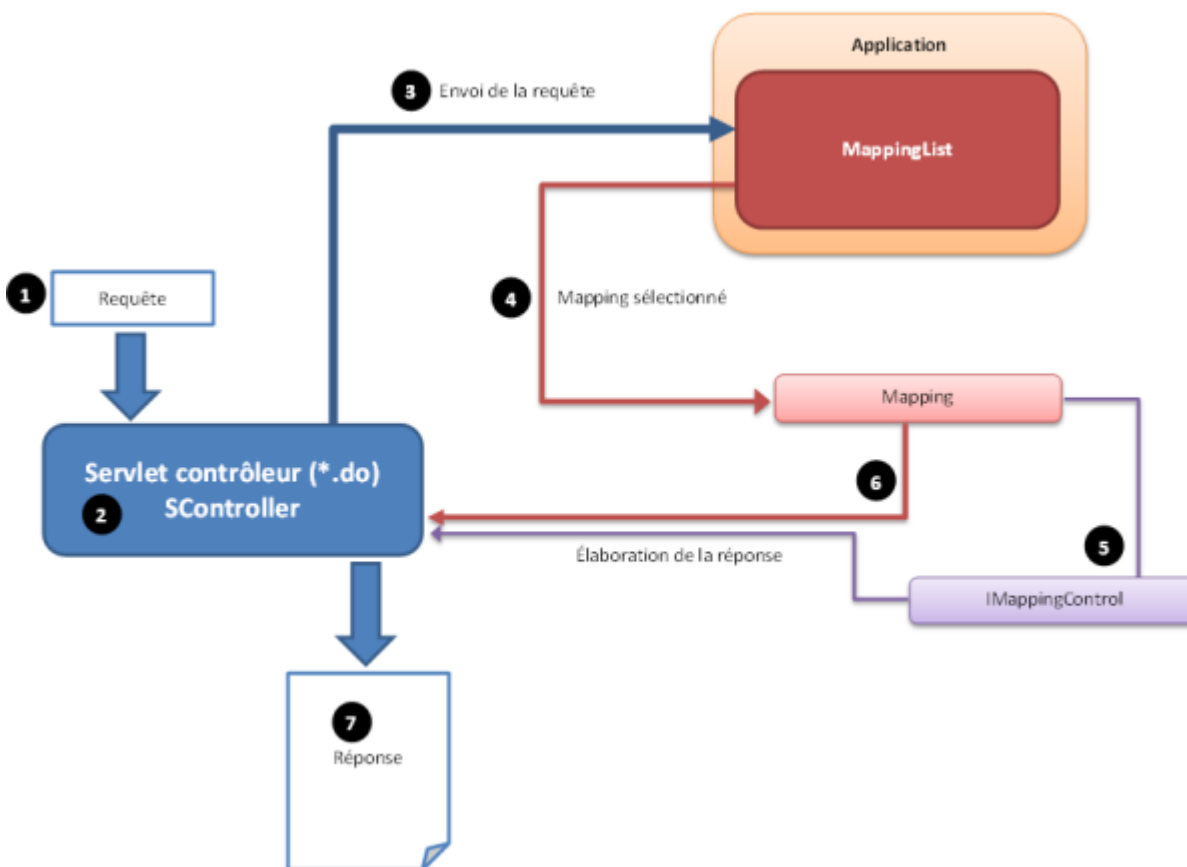 Application
3 Envoi de la requête
MappingList
1 Requête
4 Mapping sélectionné
Mapping
Servlet contrôleur (*.do)
2 SController
6
Élaboration de la réponse
5
IMappingControl
7
Réponse